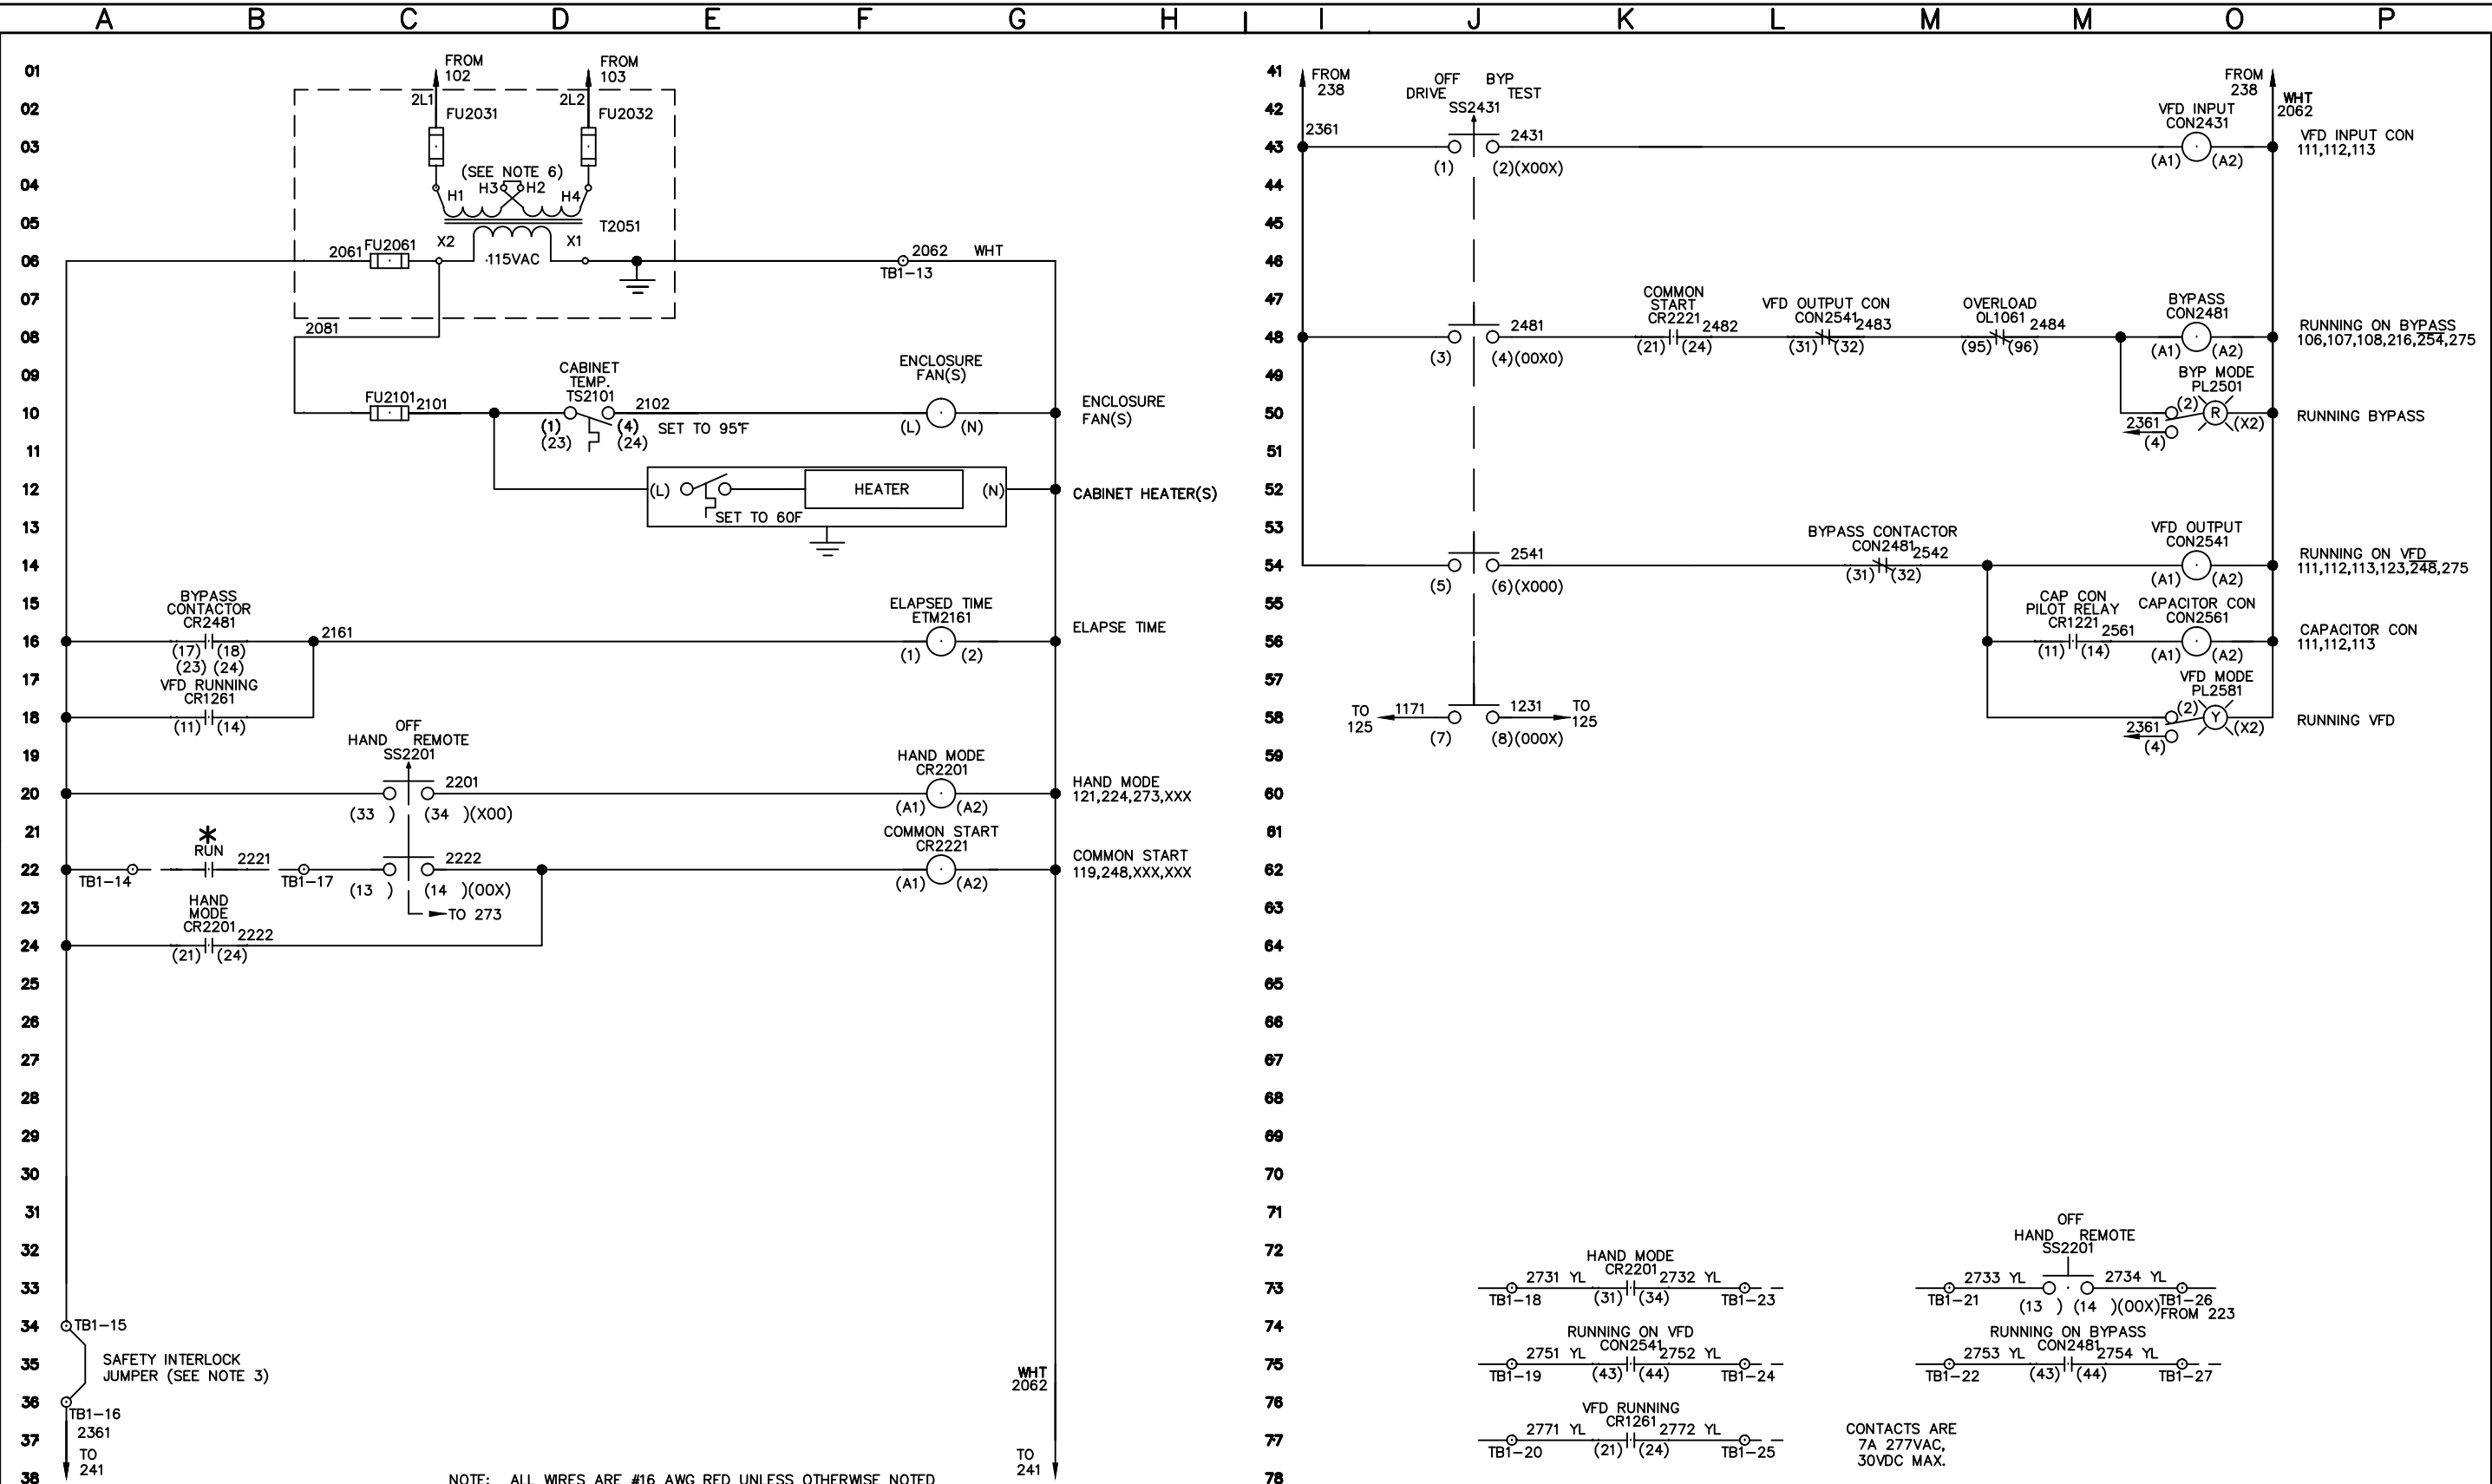 A B C D E F G H I J K L M M O P
01
FROM
102
FROM
103
2L1
2L2
02
FU2031
FU2032
03
(SEE NOTE 6)
04
H1
H3
H2
H4
05
T2051
X2
X1
2061
FU2061
06
115VAC
2062 WHT
TB1-13
07
2081
08
ENCLOSURE
FAN(S)
09
CABINET
TEMP.
TS2101
FU2101
2101
2102
10
(1)
(23)
(4)
(24)
SET TO 95°F
(L)
(N)
ENCLOSURE
FAN(S)
11
12
(L)
HEATER
(N)
CABINET HEATER(S)
SET TO 60F
13
14
15
BYPASS
CONTACTOR
CR2481
2161
ELAPSED TIME
ETM2161
16
(17) (18)
(23) (24)
(1)
(2)
ELAPSE TIME
17
VFD RUNNING
CR1261
18
(11) (14)
OFF
HAND REMOTE
SS2201
19
2201
HAND MODE
CR2201
20
(33 )
(34 )(X00)
(A1)
(A2)
HAND MODE
121,224,273,XXX
21
*
RUN
2221
2222
COMMON START
CR2221
22
TB1-14
TB1-17
(13 )
(14 )(00X)
(A1)
(A2)
COMMON START
119,248,XXX,XXX
23
TO 273
HAND
MODE
CR2201
2222
24
(21) (24)
25
26
27
28
29
30
31
32
33
34
TB1-15
35
SAFETY INTERLOCK
JUMPER (SEE NOTE 3)
WHT
2062
36
TB1-16
2361
37
TO
241
TO
241
38
NOTE: ALL WIRES ARE #16 AWG RED UNLESS OTHERWISE NOTED
41
FROM
238
OFF BYP
DRIVE TEST
SS2431
FROM
238
WHT
2062
42
2361
2431
VFD INPUT
CON2431
43
(1)
(2)(X00X)
(A1)
(A2)
VFD INPUT CON
111,112,113
44
45
46
47
2481
COMMON
START
CR2221
2482
VFD OUTPUT CON
CON2541
2483
OVERLOAD
OL1061
2484
BYPASS
CON2481
48
(3)
(4)(00X0)
(21) (24)
(31) (32)
(95) (96)
(A1)
(A2)
RUNNING ON BYPASS
106,107,108,216,254,275
49
BYP MODE
PL2501
50
(2)
R
(X2)
2361
(4)
RUNNING BYPASS
51
52
53
2541
BYPASS CONTACTOR
CON2481
2542
VFD OUTPUT
CON2541
54
(5)
(6)(X000)
(31) (32)
(A1)
(A2)
RUNNING ON VFD
111,112,113,123,248,275
55
CAP CON
PILOT RELAY
CR1221
2561
CAPACITOR CON
CON2561
56
(11) (14)
(A1)
(A2)
CAPACITOR CON
111,112,113
57
VFD MODE
PL2581
58
TO
125
1171
1231
TO
125
(7)
(8)(000X)
(2)
Y
(X2)
2361
(4)
RUNNING VFD
59
60
61
62
63
64
65
66
67
68
69
70
71
72
HAND MODE
CR2201
OFF
HAND REMOTE
SS2201
73
2731 YL
2732 YL
TB1-18
(31) (34)
TB1-23
2733 YL
2734 YL
TB1-21
(13 ) (14 )(00X)
TB1-26
FROM 223
74
RUNNING ON VFD
CON2541
RUNNING ON BYPASS
CON2481
75
2751 YL
2752 YL
TB1-19
(43) (44)
TB1-24
2753 YL
2754 YL
TB1-22
(43) (44)
TB1-27
76
VFD RUNNING
CR1261
77
2771 YL
2772 YL
TB1-20
(21) (24)
TB1-25
CONTACTS ARE
7A 277VAC,
30VDC MAX.
78